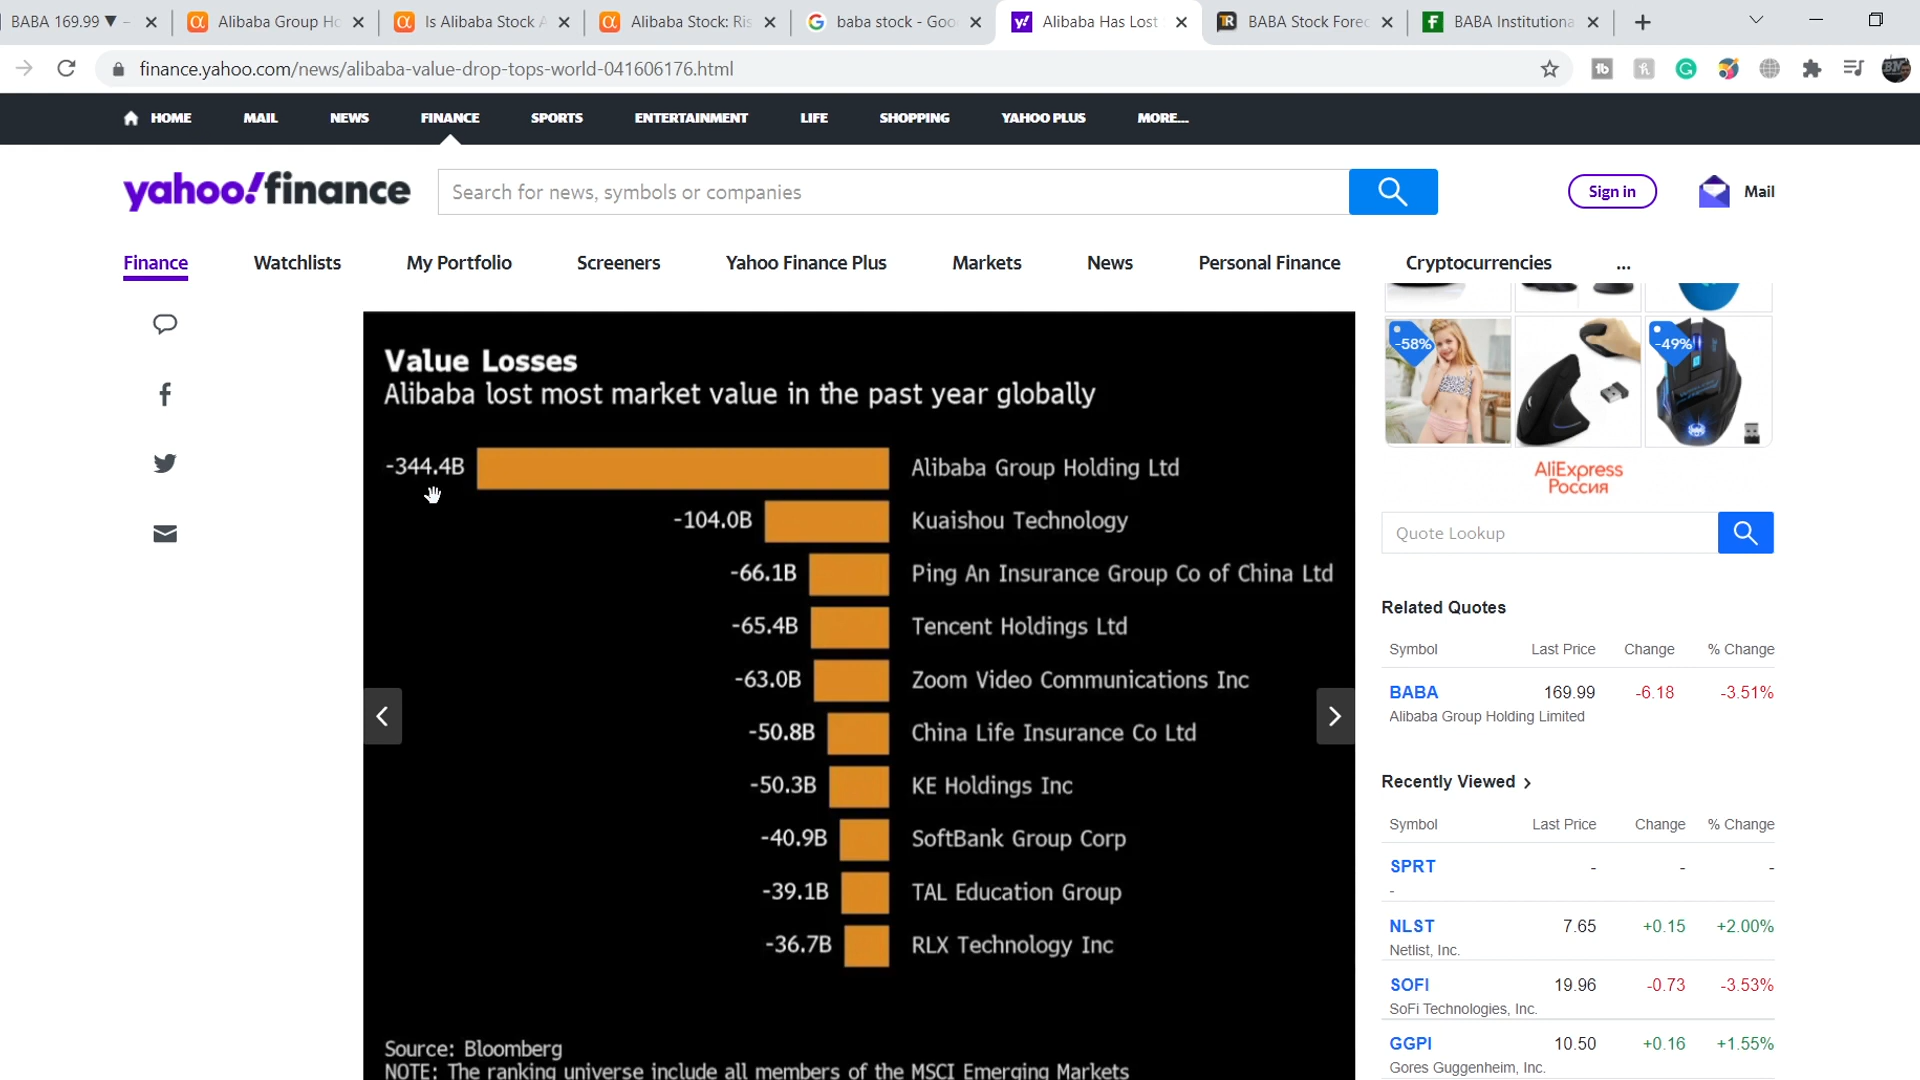 BABA 169.99 ▼ –
Alibaba Group Ho
Is Alibaba Stock A
Alibaba Stock: Ris
baba stock - Goo
Alibaba Has Lost
BABA Stock Forec
BABA Institutiona
finance.yahoo.com/news/alibaba-value-drop-tops-world-041606176.html
HOME MAIL NEWS FINANCE SPORTS ENTERTAINMENT LIFE SHOPPING YAHOO PLUS MORE...
yahoo!finance
Search for news, symbols or companies
Sign in
Mail
Finance Watchlists My Portfolio Screeners Yahoo Finance Plus Markets News Personal Finance Cryptocurrencies ...
Value Losses
Alibaba lost most market value in the past year globally
-344.4B Alibaba Group Holding Ltd
-104.0B Kuaishou Technology
-66.1B Ping An Insurance Group Co of China Ltd
-65.4B Tencent Holdings Ltd
-63.0B Zoom Video Communications Inc
-50.8B China Life Insurance Co Ltd
-50.3B KE Holdings Inc
-40.9B SoftBank Group Corp
-39.1B TAL Education Group
-36.7B RLX Technology Inc
Source: Bloomberg
NOTE: The ranking universe include all members of the MSCI Emerging Markets
-58%
-49%
AliExpress
Россия
Quote Lookup
Related Quotes
Symbol Last Price Change % Change
BABA 169.99 -6.18 -3.51%
Alibaba Group Holding Limited
Recently Viewed >
Symbol Last Price Change % Change
SPRT - - -
-
NLST 7.65 +0.15 +2.00%
Netlist, Inc.
SOFI 19.96 -0.73 -3.53%
SoFi Technologies, Inc.
GGPI 10.50 +0.16 +1.55%
Gores Guggenheim, Inc.